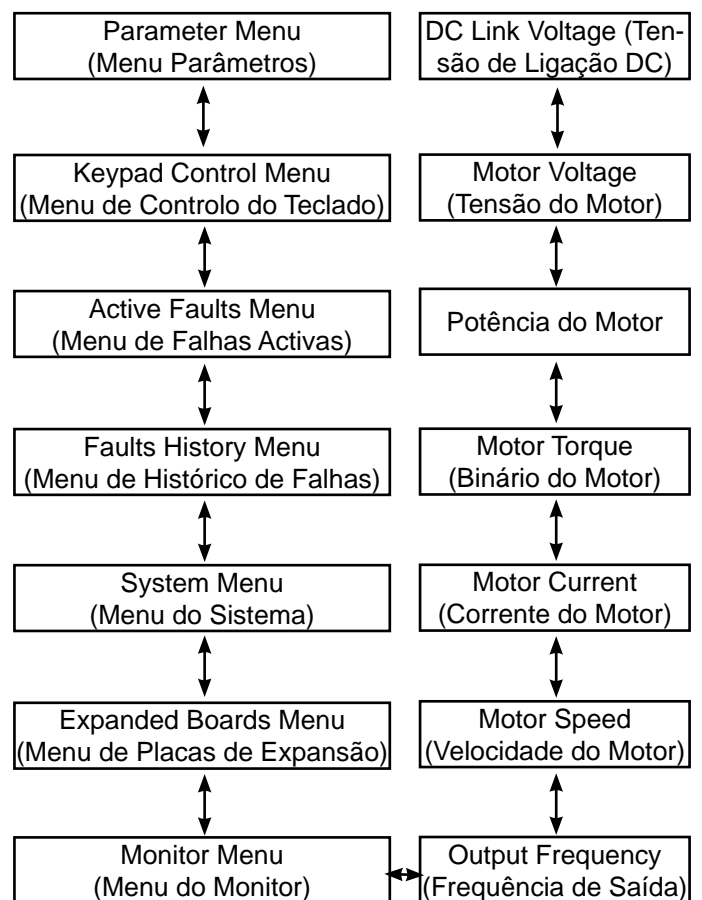 Parameter Menu
(Menu Parâmetros)
Keypad Control Menu
(Menu de Controlo do Teclado)
Active Faults Menu
(Menu de Falhas Activas)
Faults History Menu
(Menu de Histórico de Falhas)
System Menu
(Menu do Sistema)
Expanded Boards Menu
(Menu de Placas de Expansão)
Monitor Menu
(Menu do Monitor)
DC Link Voltage (Ten-
são de Ligação DC)
Motor Voltage
(Tensão do Motor)
Potência do Motor
Motor Torque
(Binário do Motor)
Motor Current
(Corrente do Motor)
Motor Speed
(Velocidade do Motor)
Output Frequency
(Frequência de Saída)